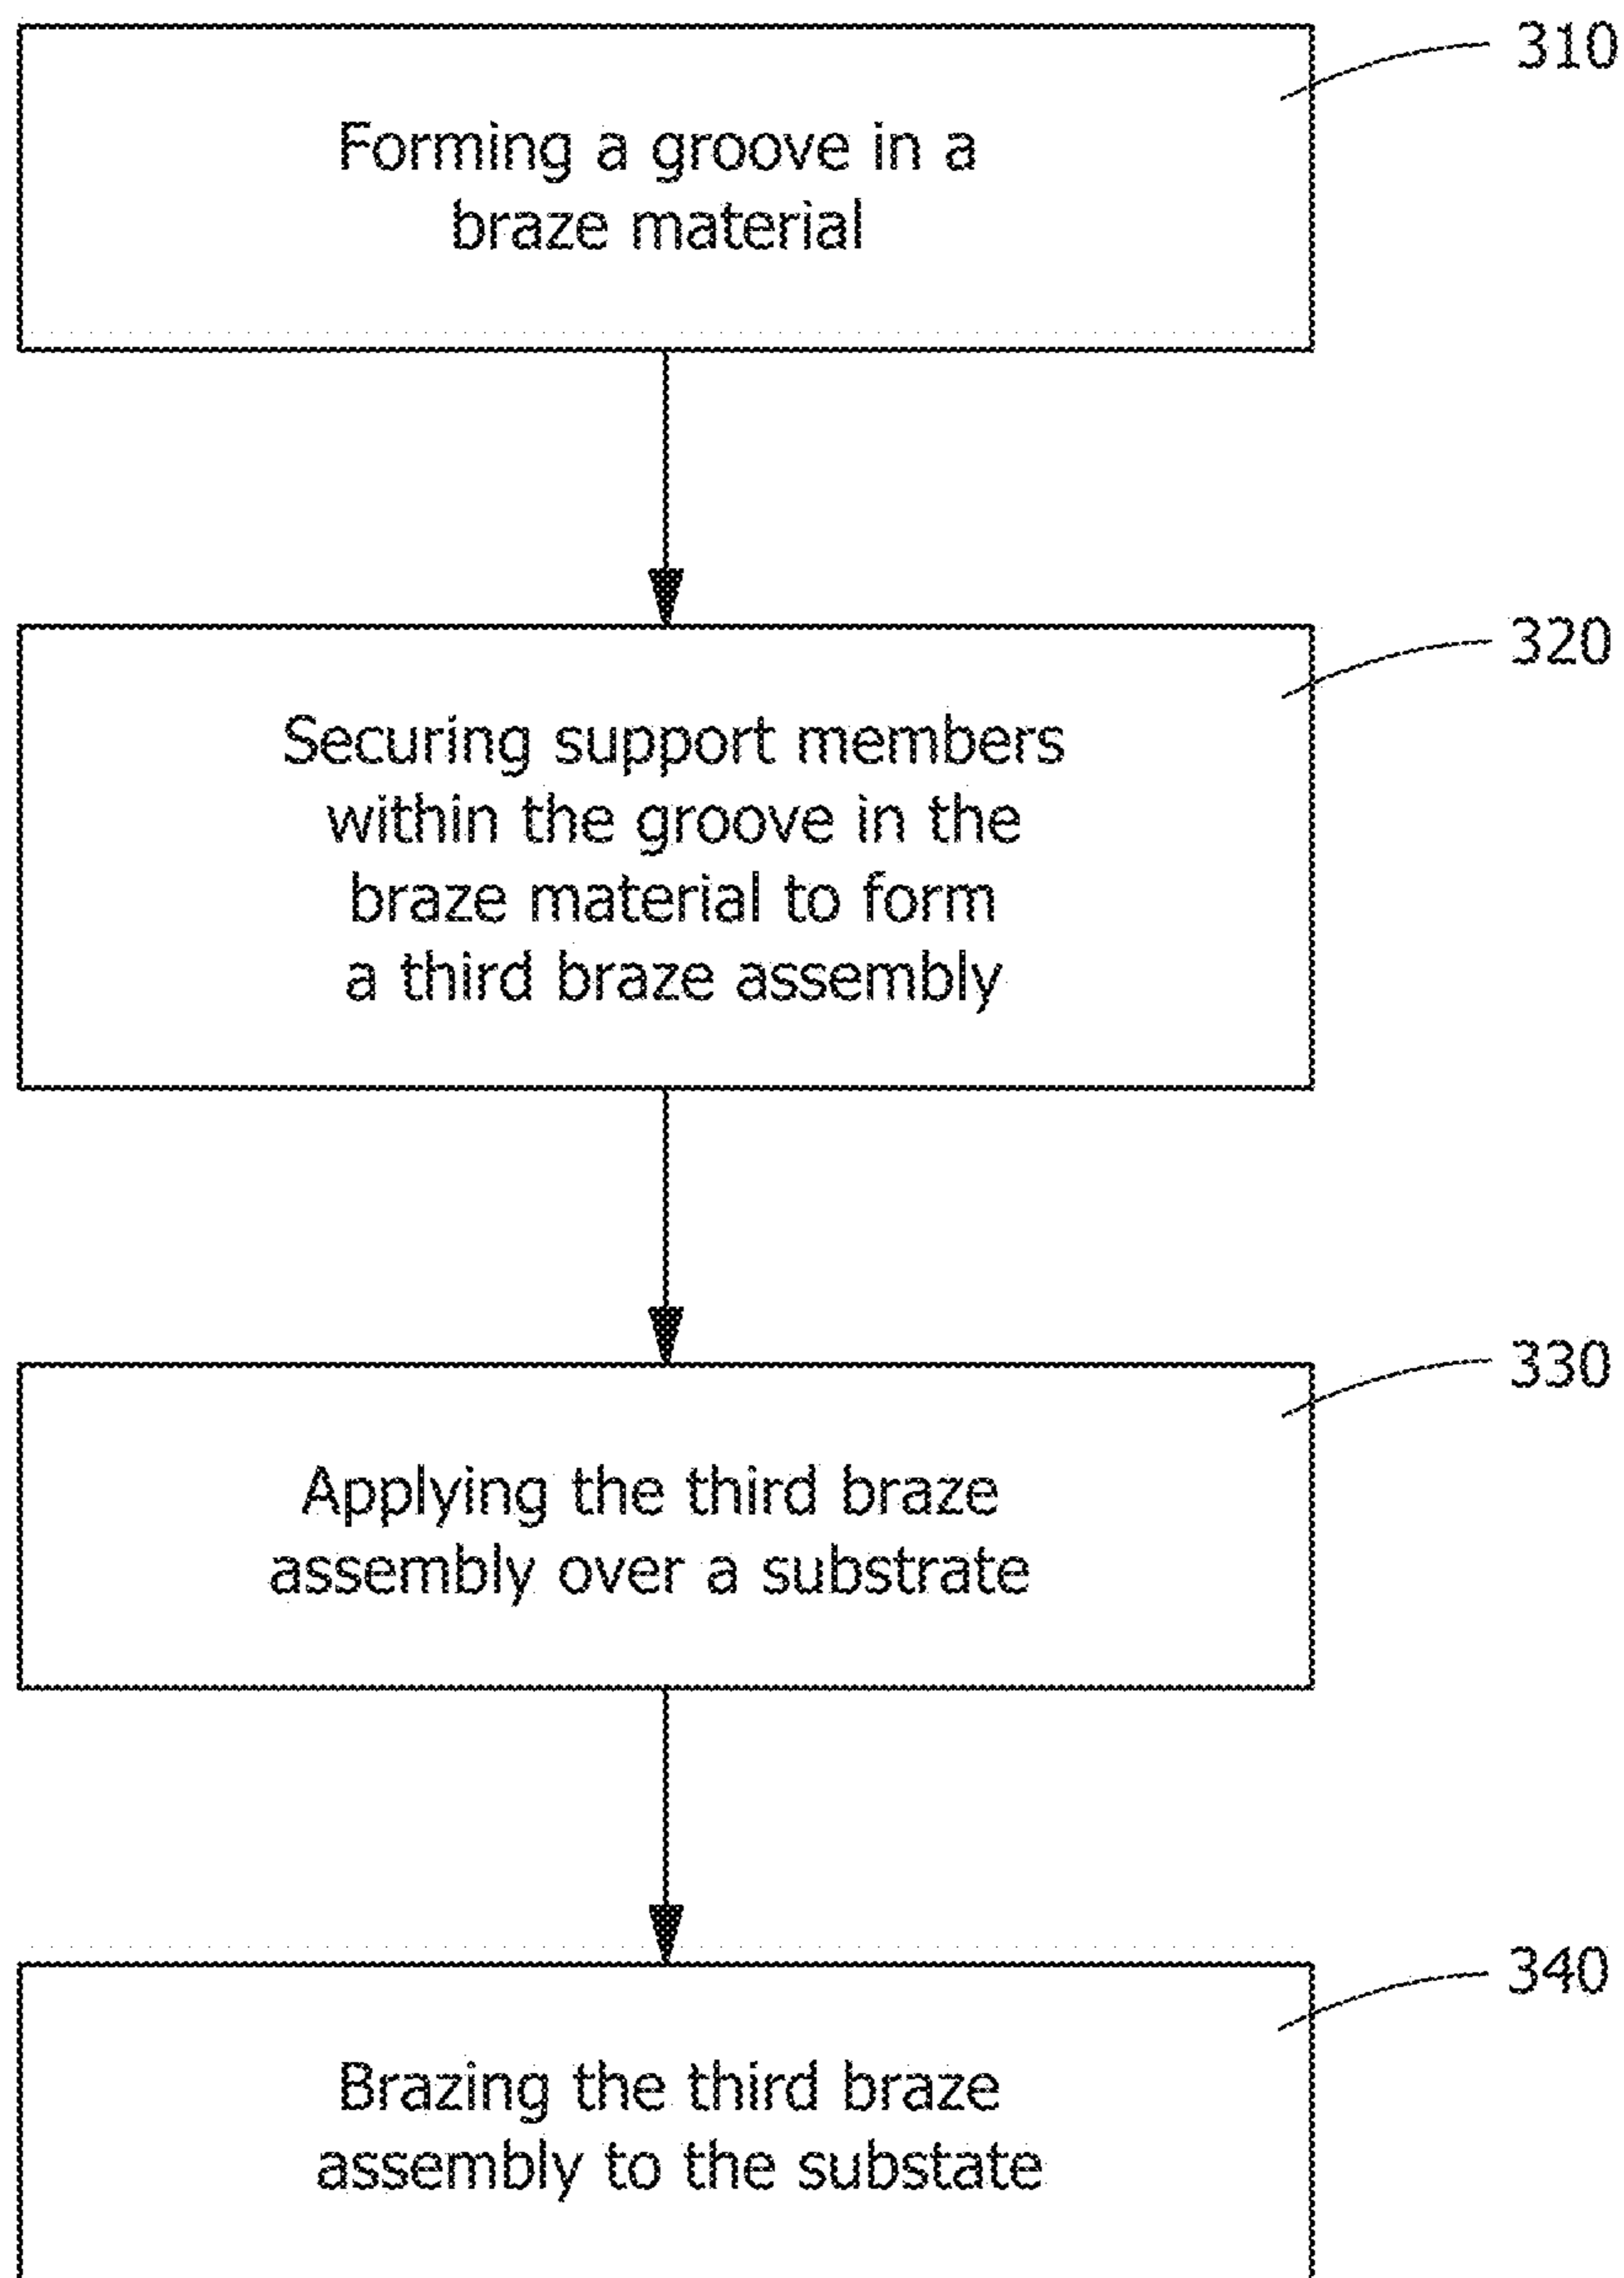 310
Forming a groove in a
braze material
320
Securing support members
within the groove in the
braze material to form
a third braze assembly
330
Applying the third braze
assembly over a substrate
340
Brazing the third braze
assembly to the substate